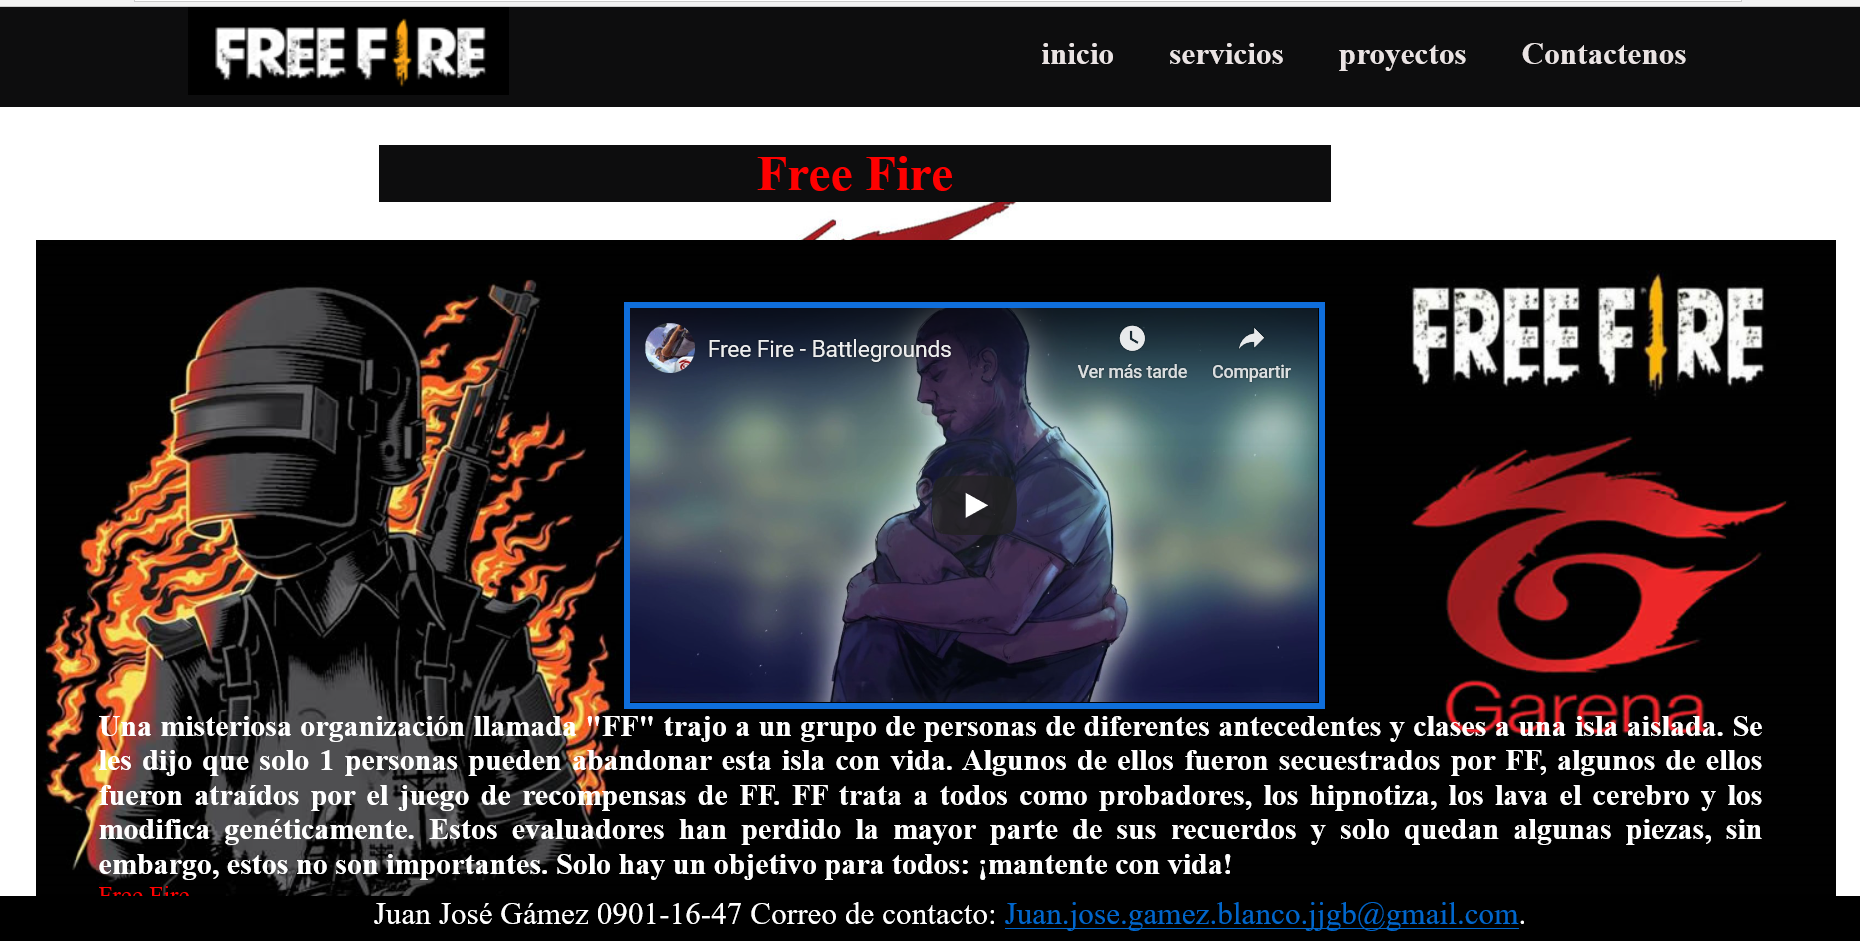 FREE FIRE
inicio servicios proyectos Contactenos
Free Fire
Free Fire - Battlegrounds
Ver más tarde Compartir
FREE FIRE
Garena
Una misteriosa organización llamada "FF" trajo a un grupo de personas de diferentes antecedentes y clases a una isla aislada. Se
les dijo que solo 1 personas pueden abandonar esta isla con vida. Algunos de ellos fueron secuestrados por FF, algunos de ellos
fueron atraídos por el juego de recompensas de FF. FF trata a todos como probadores, los hipnotiza, los lava el cerebro y los
modifica genéticamente. Estos evaluadores han perdido la mayor parte de sus recuerdos y solo quedan algunas piezas, sin
embargo, estos no son importantes. Solo hay un objetivo para todos: ¡mantente con vida!
Free Fire
Juan José Gámez 0901-16-47 Correo de contacto: Juan.jose.gamez.blanco.jjgb@gmail.com.